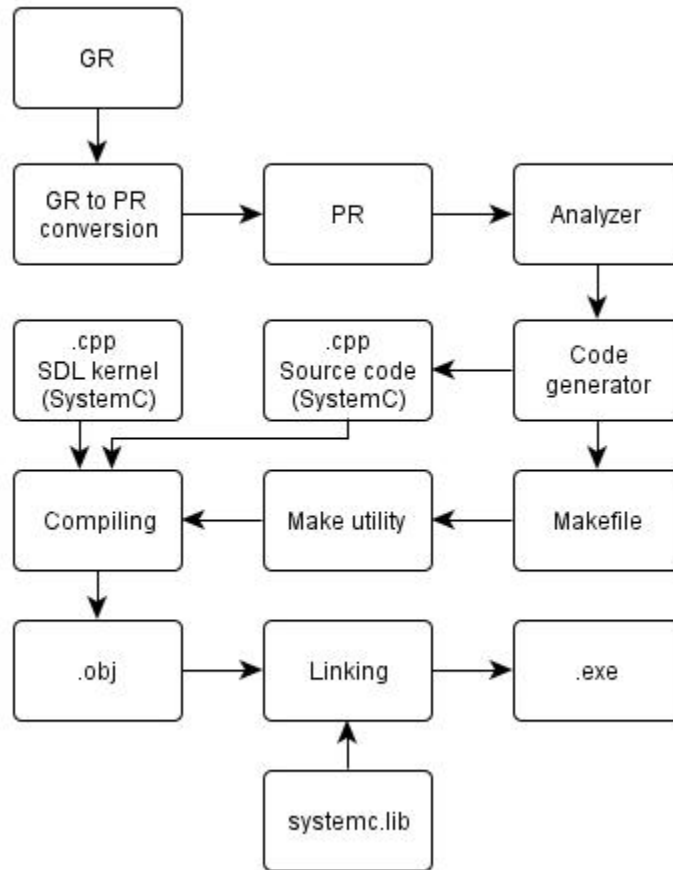 GR
GR to PR
conversion
PR
Analyzer
.cpp
SDL kernel
(SystemC)
.cpp
Source code
(SystemC)
Code
generator
Compiling
Make utility
Makefile
.obj
Linking
.exe
systemc.lib